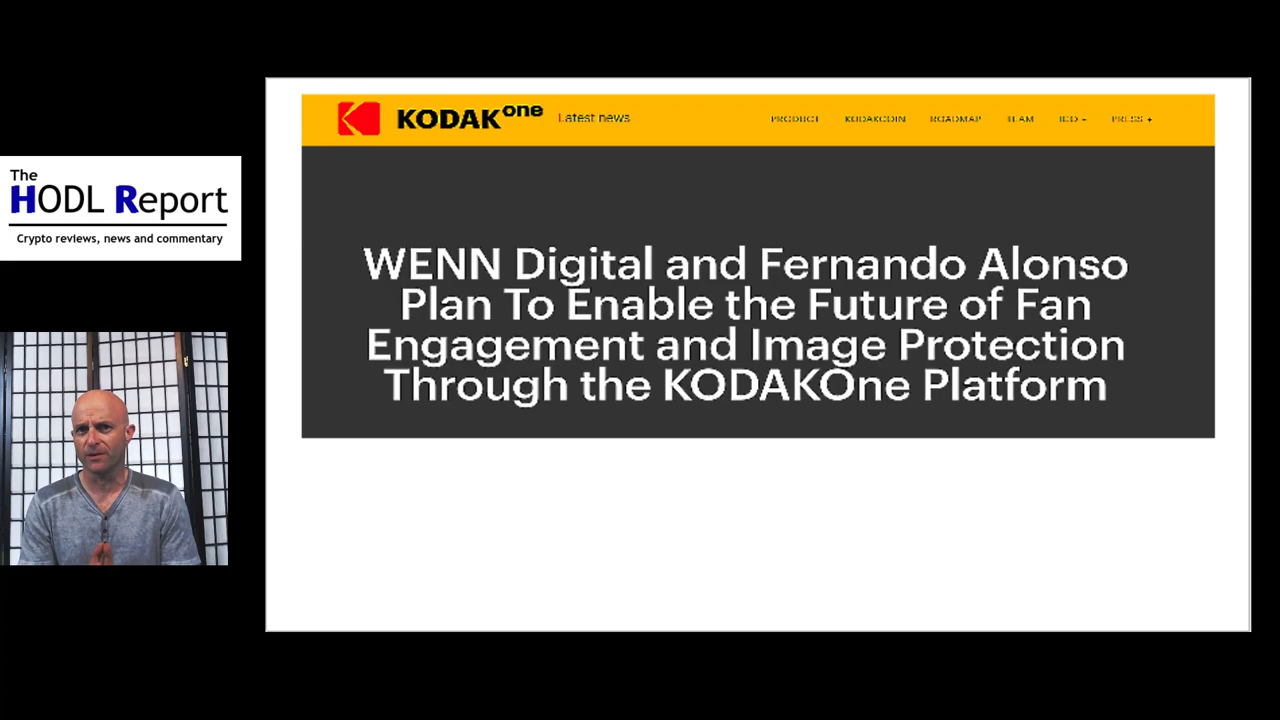 The
HODL Report
Crypto reviews, news and commentary
KODAKone Latest news PRODUCT KODAKCOIN ROADMAP TEAM ICO PRESS
WENN Digital and Fernando Alonso
Plan To Enable the Future of Fan
Engagement and Image Protection
Through the KODAKOne Platform